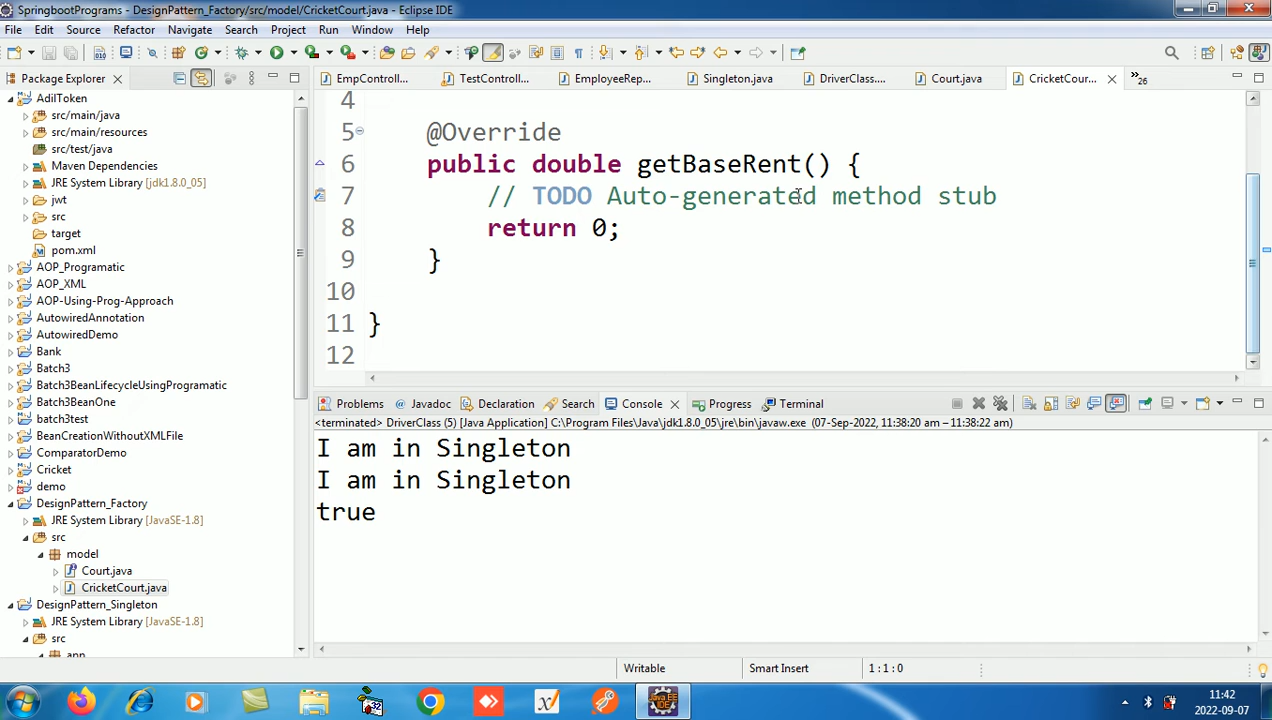 SpringbootPrograms - DesignPattern_Factory/src/model/CricketCourt.java - Eclipse IDE
File Edit Source Refactor Navigate Search Project Run Window Help
Package Explorer
EmpControll... TestControll... EmployeeRep... Singleton.java DriverClass.... Court.java CricketCour... »26
AdilToken
src/main/java
src/main/resources
src/test/java
Maven Dependencies
JRE System Library [jdk1.8.0_05]
jwt
src
target
pom.xml
AOP_Programatic
AOP_XML
AOP-Using-Prog-Approach
AutowiredAnnotation
AutowiredDemo
Bank
Batch3
Batch3BeanLifecycleUsingProgramatic
Batch3BeanOne
batch3test
BeanCreationWithoutXMLFile
ComparatorDemo
Cricket
demo
DesignPattern_Factory
JRE System Library [JavaSE-1.8]
src
model
Court.java
CricketCourt.java
DesignPattern_Singleton
JRE System Library [JavaSE-1.8]
src
app
4
5 @Override
6 public double getBaseRent() {
7 // TODO Auto-generated method stub
8 return 0;
9 }
10
11 }
12
Problems Javadoc Declaration Search Console Progress Terminal
<terminated> DriverClass (5) [Java Application] C:\Program Files\Java\jdk1.8.0_05\jre\bin\javaw.exe (07-Sep-2022, 11:38:20 am – 11:38:22 am)
I am in Singleton
I am in Singleton
true
Writable Smart Insert 1 : 1 : 0
11:42
2022-09-07